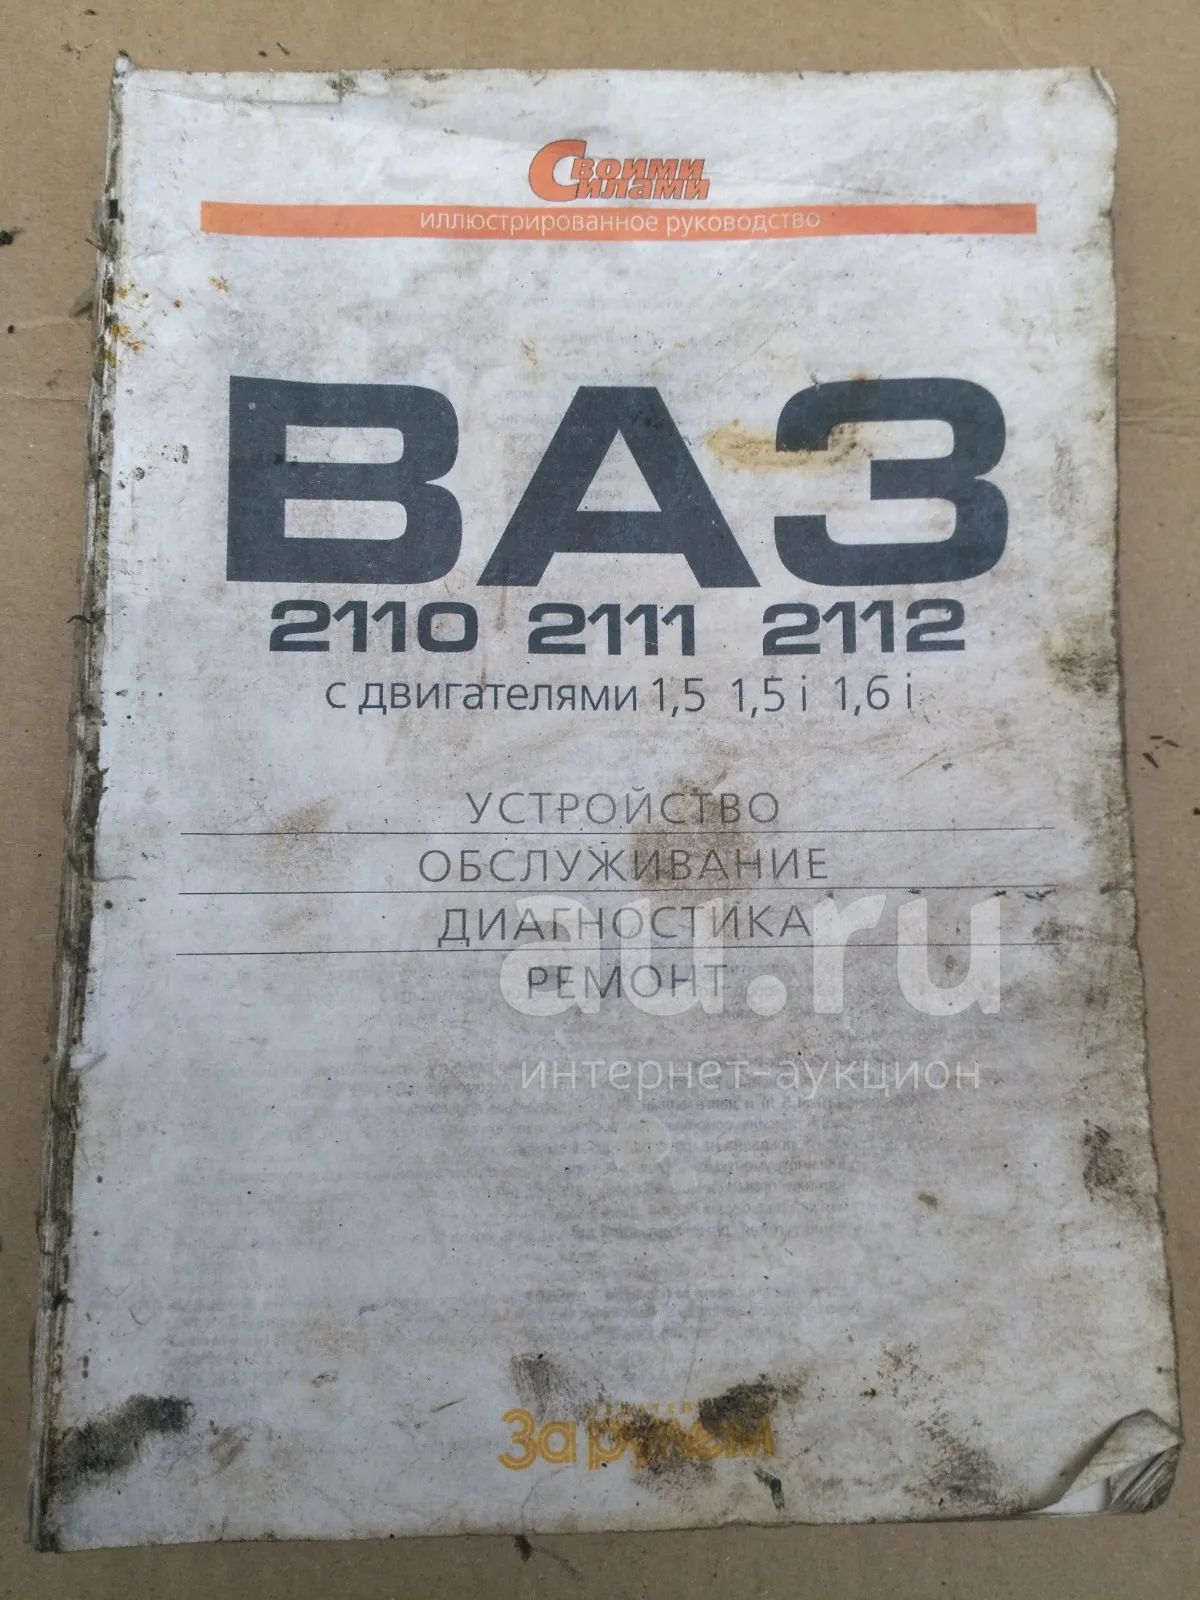 Своими
Силами
иллюстрированное руководство
ВАЗ
2110 2111 2112
с двигателями 1,5 1,5 i 1,6 i
УСТРОЙСТВО
ОБСЛУЖИВАНИЕ
ДИАГНОСТИКА
РЕМОНТ
au.ru
интернет-аукцион
За рулем